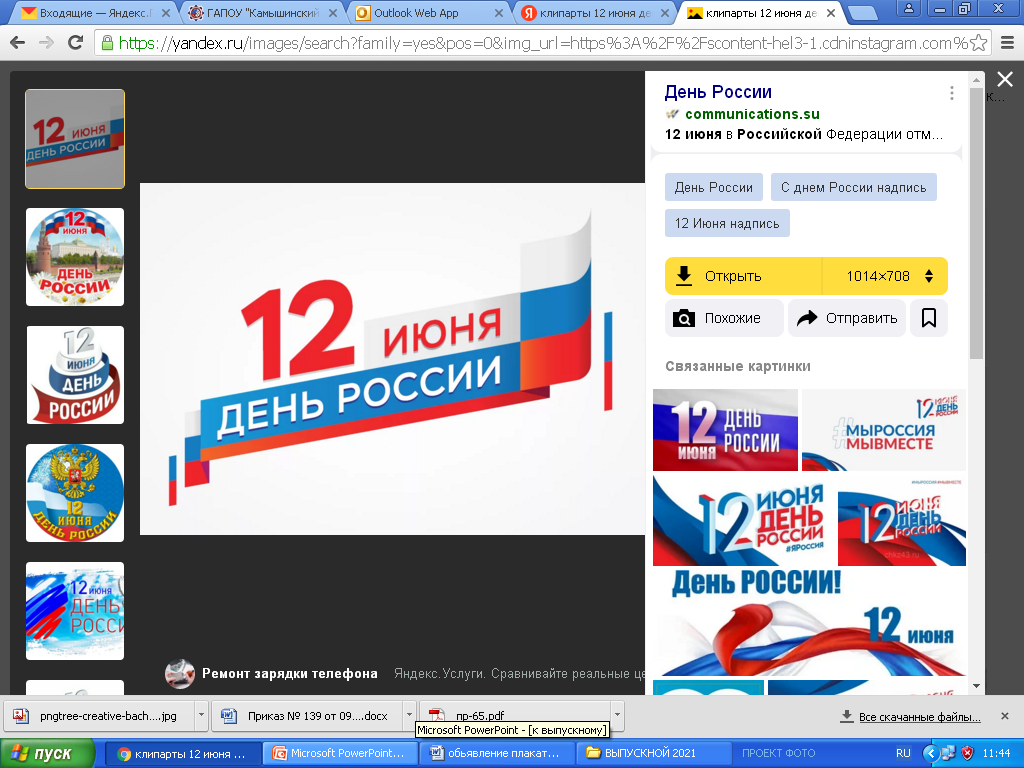 Входящие — Яндекс.
ГАПОУ "Камышинский
Outlook Web App
клипарты 12 июня де
клипарты 12 июня де
https://yandex.ru/images/search?family=yes&pos=0&img_url=https%3A%2F%2Fscontent-hel3-1.cdninstagram.com%
12 ИЮНЯ
ДЕНЬ РОССИИ
12
ИЮНЯ
ДЕНЬ
РОССИИ
12
ИЮНЯ
ДЕНЬ
РОССИИ
12
ИЮНЯ
ДЕНЬ РОССИИ
12 ИЮНЯ
ДЕНЬ
РОССИ
12 ИЮНЯ
ДЕНЬ РОССИИ
Ремонт зарядки телефона Яндекс.Услуги. Сравнивайте реальные це
День России
communications.su
12 июня в Российской Федерации отм...
День России
С днем России надпись
12 Июня надпись
Открыть 1014×708
Похожие
Отправить
Связанные картинки
12 ДЕНЬ
ИЮНЯ РОССИИ
12 ИЮНЯ ДЕНЬ РОССИИ
#МЫРОССИЯ
МЫВМЕСТЕ
12 ИЮНЯ
ДЕНЬ
РОССИИ
#ЯРОССИЯ
12 ИЮНЯ
ДЕНЬ
РОССИИ
День РОССИИ!
12 июня
К...
pngtree-creative-bach....jpg
Приказ № 139 от 09....docx
пр-65.pdf
Все скачанные файлы...
Microsoft PowerPoint - [к выпускному]
пуск
клипарты 12 июня ...
Microsoft PowerPoint...
обьявление плакат...
ВЫПУСКНОЙ 2021
ПРОЕКТ ФОТО
RU
11:44